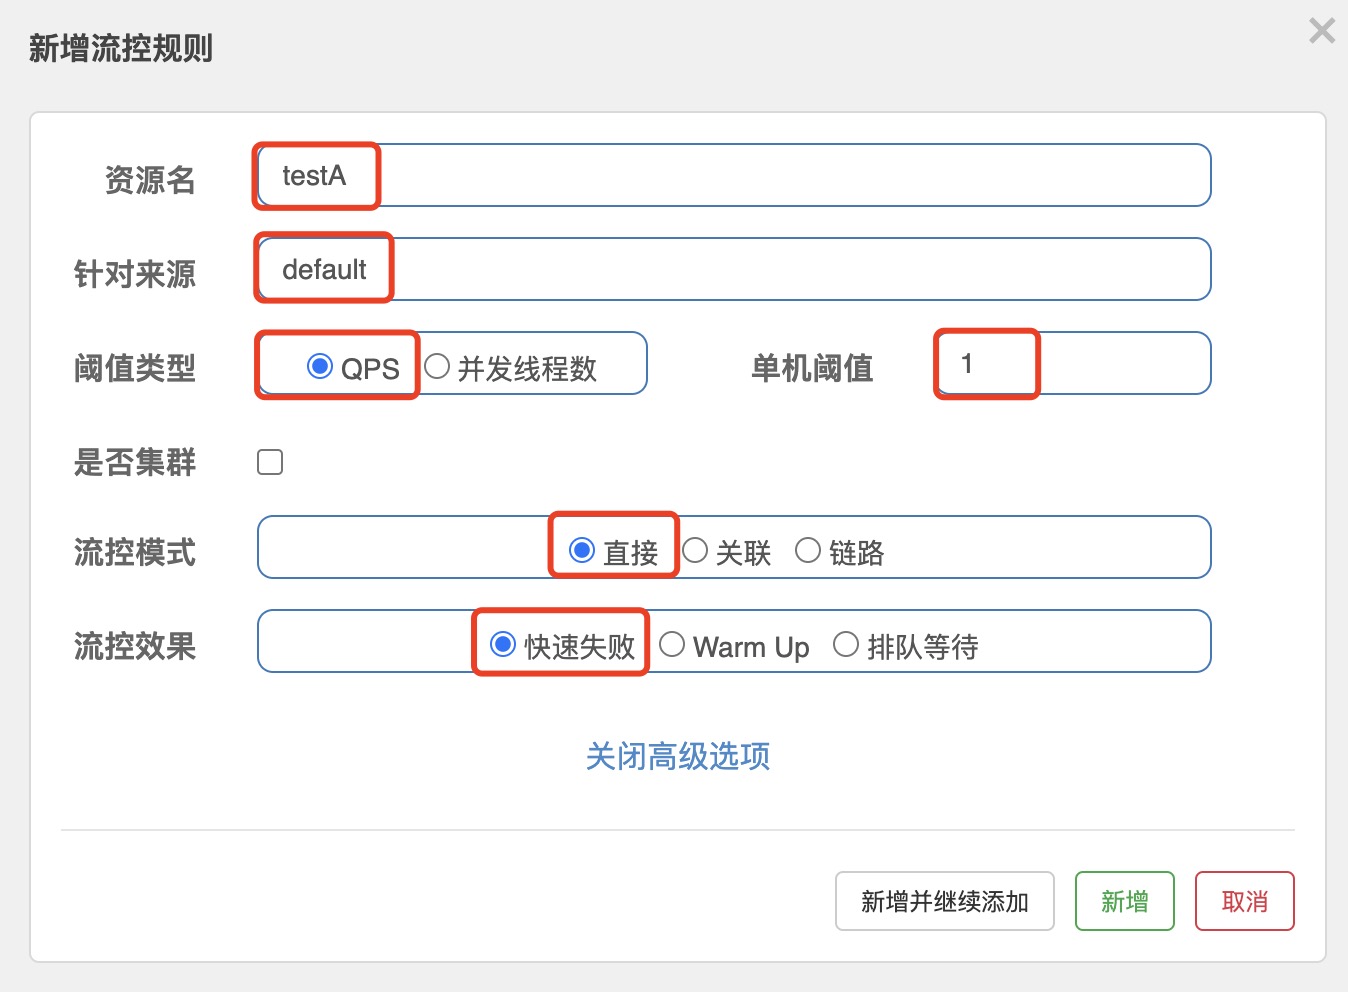 新增流控规则
资源名 testA
针对来源 default
阈值类型 QPS 并发线程数 单机阈值 1
是否集群
流控模式 直接 关联 链路
流控效果 快速失败 Warm Up 排队等待
关闭高级选项
新增并继续添加 新增 取消